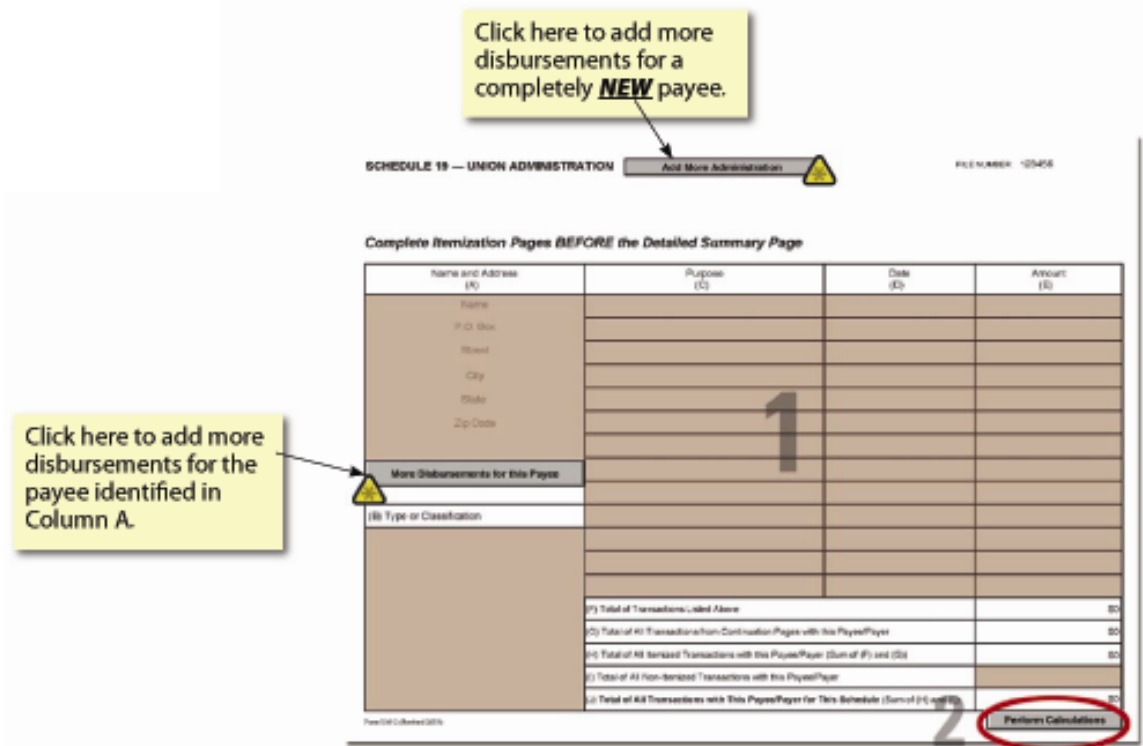 Click here to add more
disbursements for a
completely NEW payee.
SCHEDULE 19 — UNION ADMINISTRATION
Add More Administration
FILE NUMBER: 123456
Complete Itemization Pages BEFORE the Detailed Summary Page
Name and Address
(A)
Purpose
(C)
Date
(D)
Amount
(E)
Name
P.O. Box
Street
City
State
Zip Code
1
Click here to add more
disbursements for the
payee identified in
Column A.
More Disbursements for this Payee
(B) Type or Classification
(F) Total of Transactions Listed Above
$0
(G) Total of All Transactions from Continuation Pages with this Payee/Payer
$0
(H) Total of All Itemized Transactions with this Payee/Payer (Sum of (F) and (G))
$0
(I) Total of All Non-Itemized Transactions with this Payee/Payer
(J) Total of All Transactions with This Payee/Payer for This Schedule (Sum of (H) and (I))
$0
2
Perform Calculations